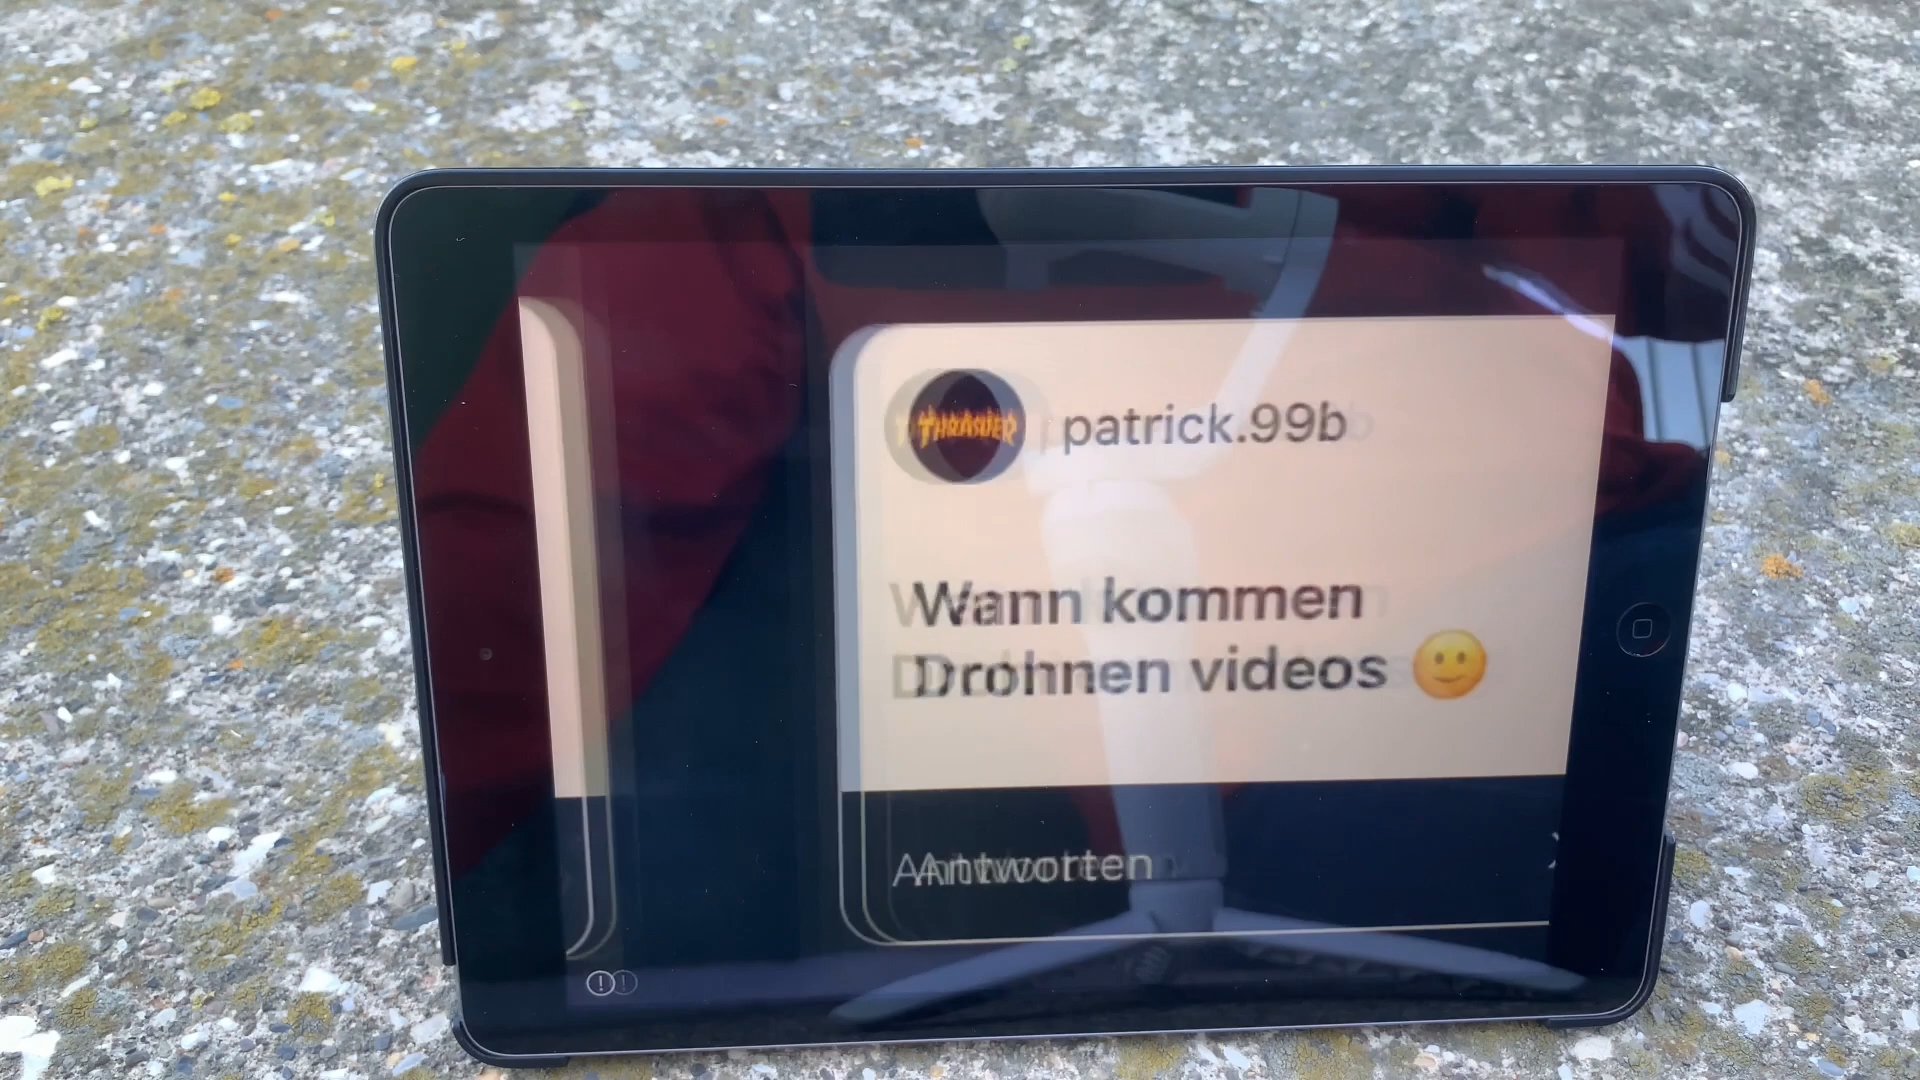 THRASHER
patrick.99b
Wann kommen
Drohnen videos 🙂
Antworten